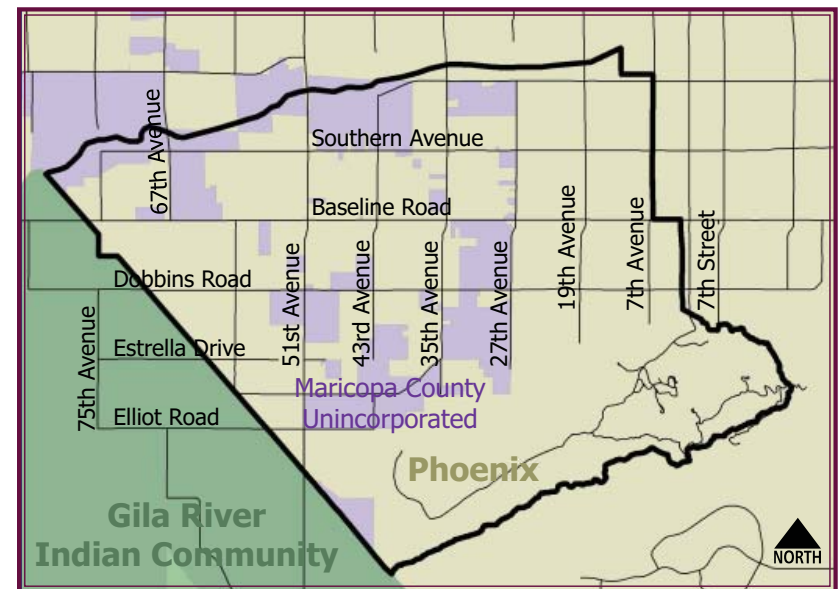 Southern Avenue
67th Avenue
Baseline Road
Dobbins Road
51st Avenue
43rd Avenue
35th Avenue
27th Avenue
19th Avenue
7th Avenue
7th Street
75th Avenue
Estrella Drive
Elliot Road
Maricopa County
Unincorporated
Phoenix
Gila River
Indian Community
NORTH